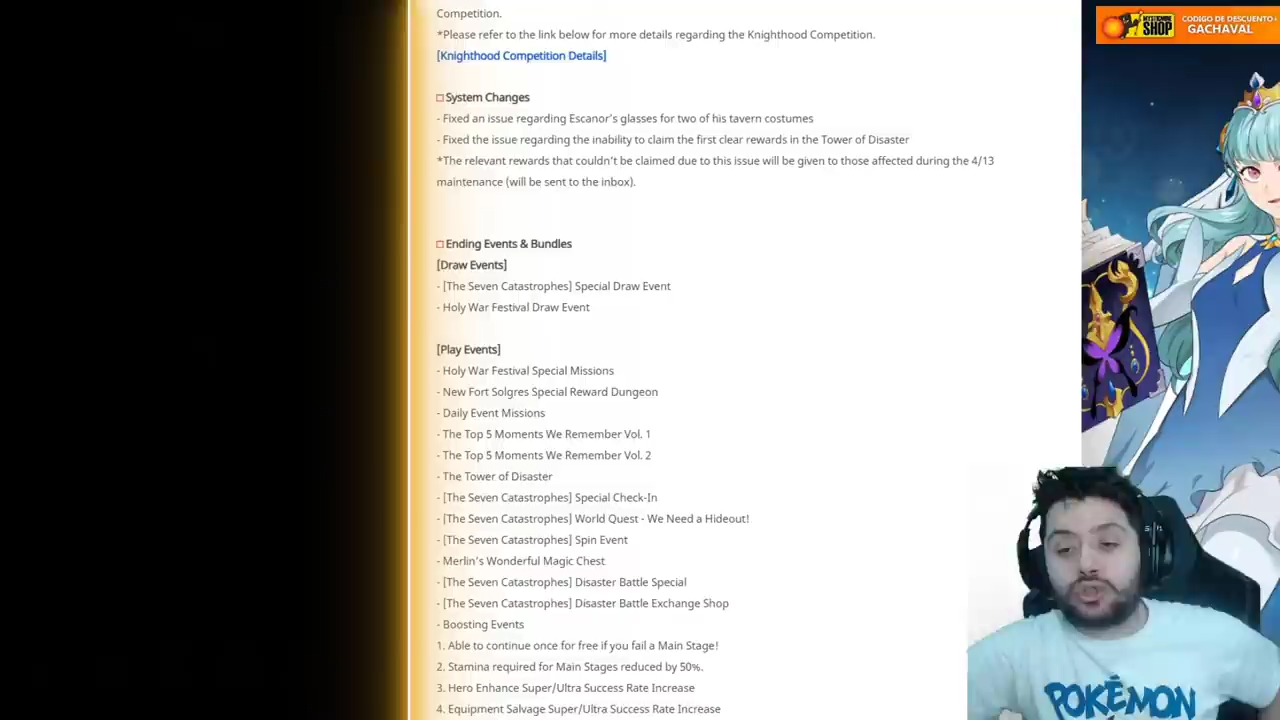 Competition.
*Please refer to the link below for more details regarding the Knighthood Competition.
[Knighthood Competition Details]
System Changes
- Fixed an issue regarding Escanor's glasses for two of his tavern costumes
- Fixed the issue regarding the inability to claim the first clear rewards in the Tower of Disaster
*The relevant rewards that couldn't be claimed due to this issue will be given to those affected during the 4/13
maintenance (will be sent to the inbox).
Ending Events & Bundles
[Draw Events]
- [The Seven Catastrophes] Special Draw Event
- Holy War Festival Draw Event
[Play Events]
- Holy War Festival Special Missions
- New Fort Solgres Special Reward Dungeon
- Daily Event Missions
- The Top 5 Moments We Remember Vol. 1
- The Top 5 Moments We Remember Vol. 2
- The Tower of Disaster
- [The Seven Catastrophes] Special Check-In
- [The Seven Catastrophes] World Quest - We Need a Hideout!
- [The Seven Catastrophes] Spin Event
- Merlin's Wonderful Magic Chest
- [The Seven Catastrophes] Disaster Battle Special
- [The Seven Catastrophes] Disaster Battle Exchange Shop
- Boosting Events
1. Able to continue once for free if you fail a Main Stage!
2. Stamina required for Main Stages reduced by 50%.
3. Hero Enhance Super/Ultra Success Rate Increase
4. Equipment Salvage Super/Ultra Success Rate Increase
SHOP
CODIGO DE DESCUENTO
GACHAVAL
POKÉMON